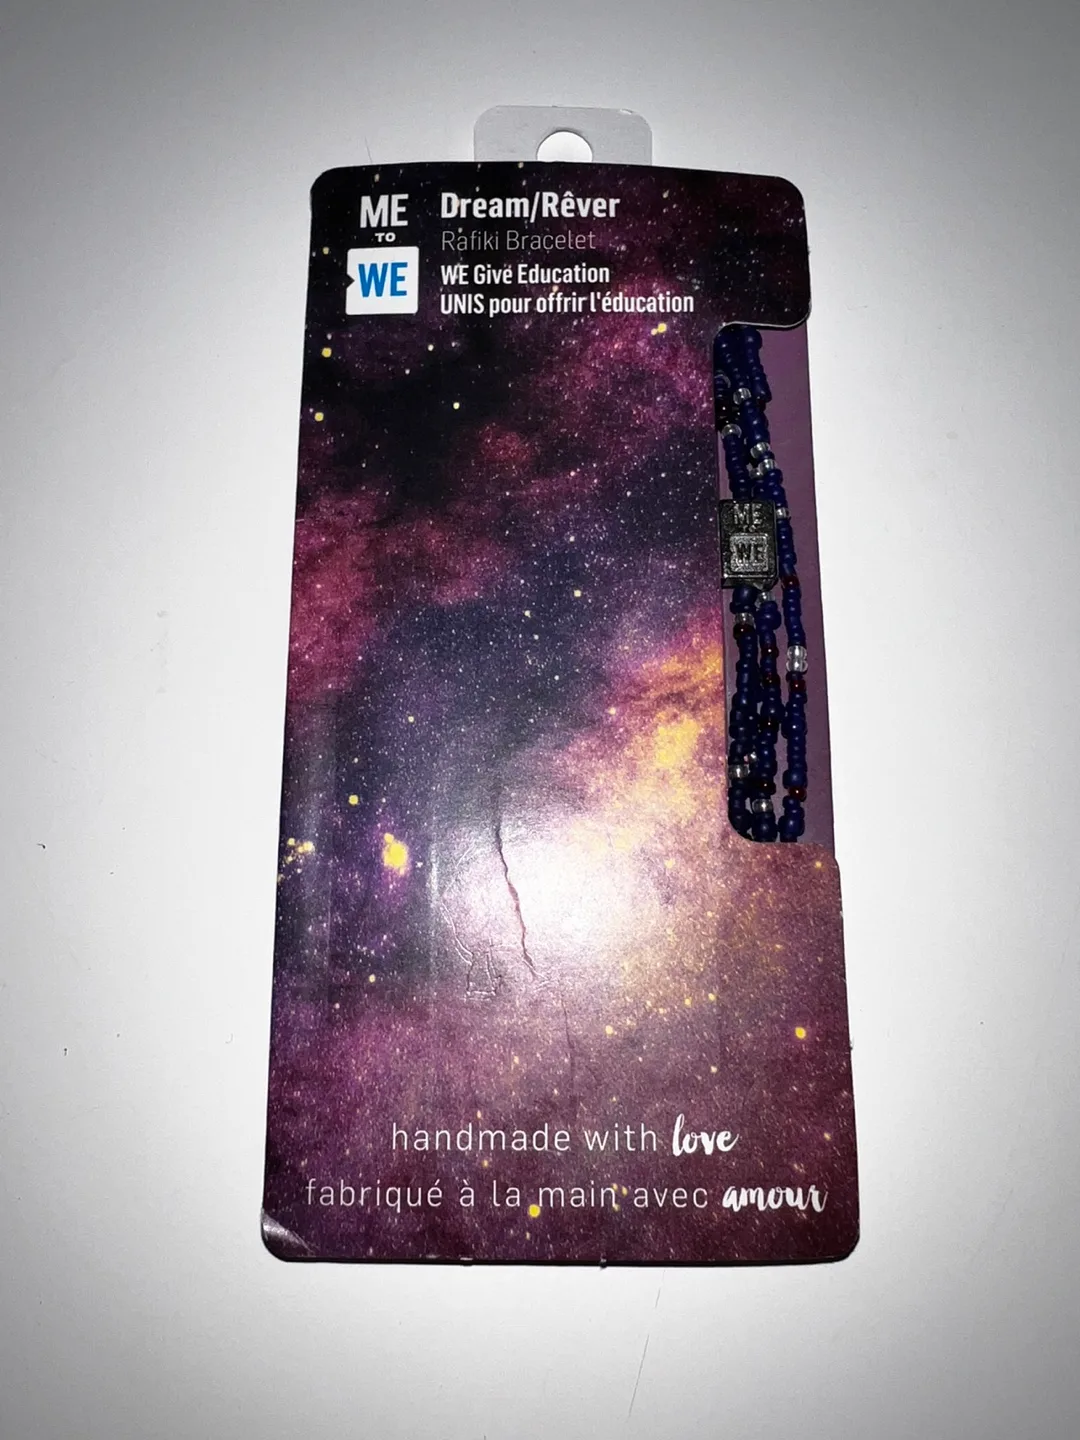 ME
TO
WE
Dream/Rêver
Rafiki Bracelet
WE Give Education
UNIS pour offrir l'éducation
ME
TO
WE
handmade with love
fabriqué à la main avec amour